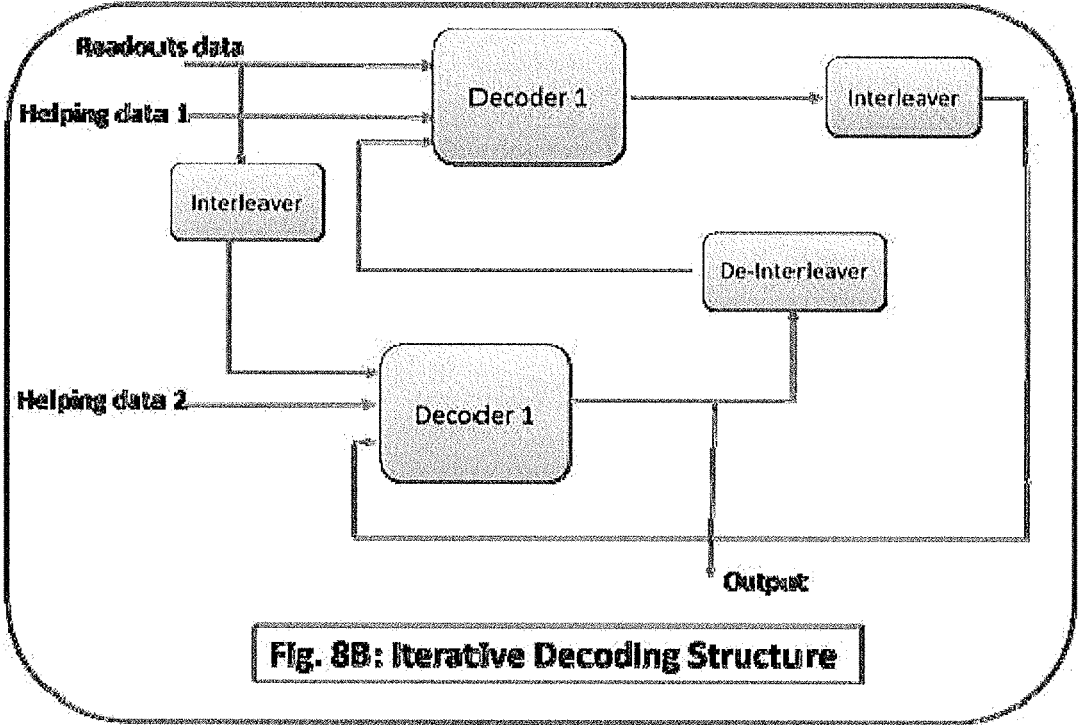 Readouts data
Decoder 1
Interleaver
Helping data 1
Interleaver
De-Interleaver
Helping data 2
Decoder 1
Output
Fig. 8B: Iterative Decoding Structure